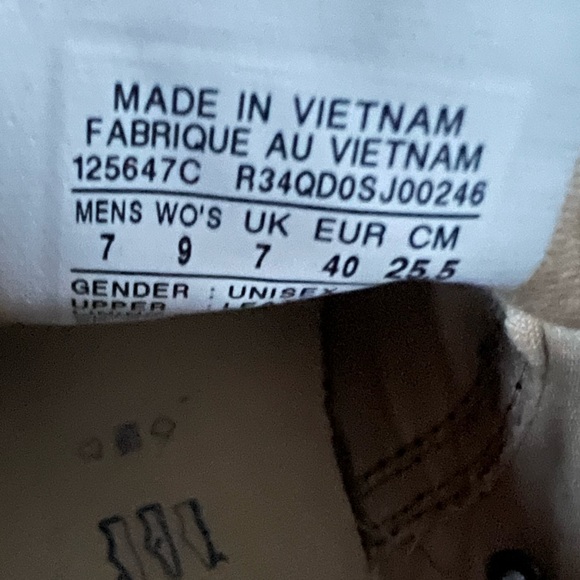 MADE IN VIETNAM
FABRIQUE AU VIETNAM
125647C R34QD0SJ00246
MENS WO'S UK EUR CM
7 9 7 40 25.5
GENDER : UNISEX
UPPER :